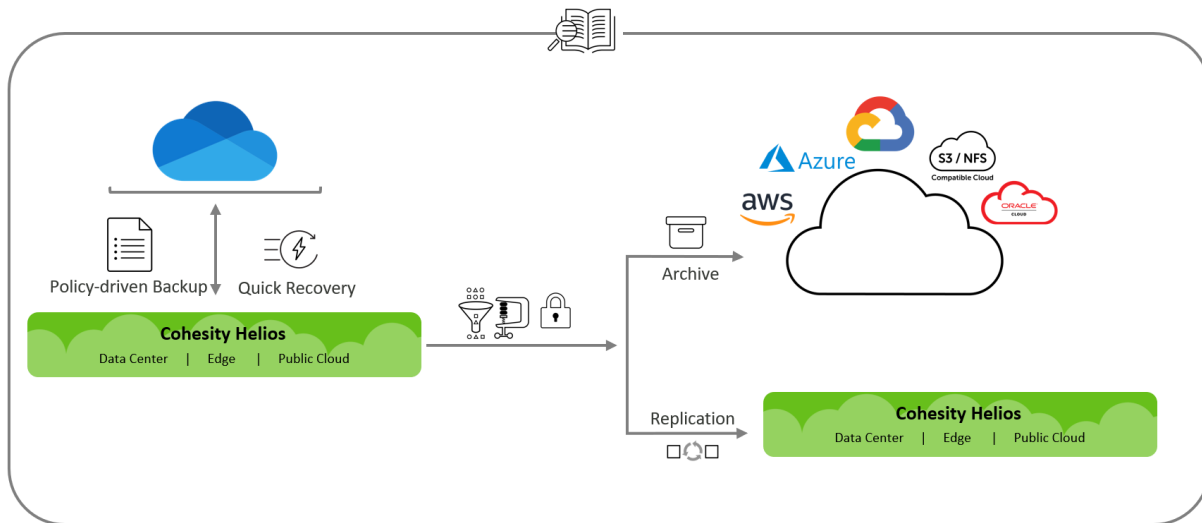 Azure
S3 / NFS
Compatible Cloud
aws
ORACLE
CLOUD
Policy-driven Backup
Quick Recovery
Archive
Cohesity Helios
Data Center | Edge | Public Cloud
Replication
Cohesity Helios
Data Center | Edge | Public Cloud